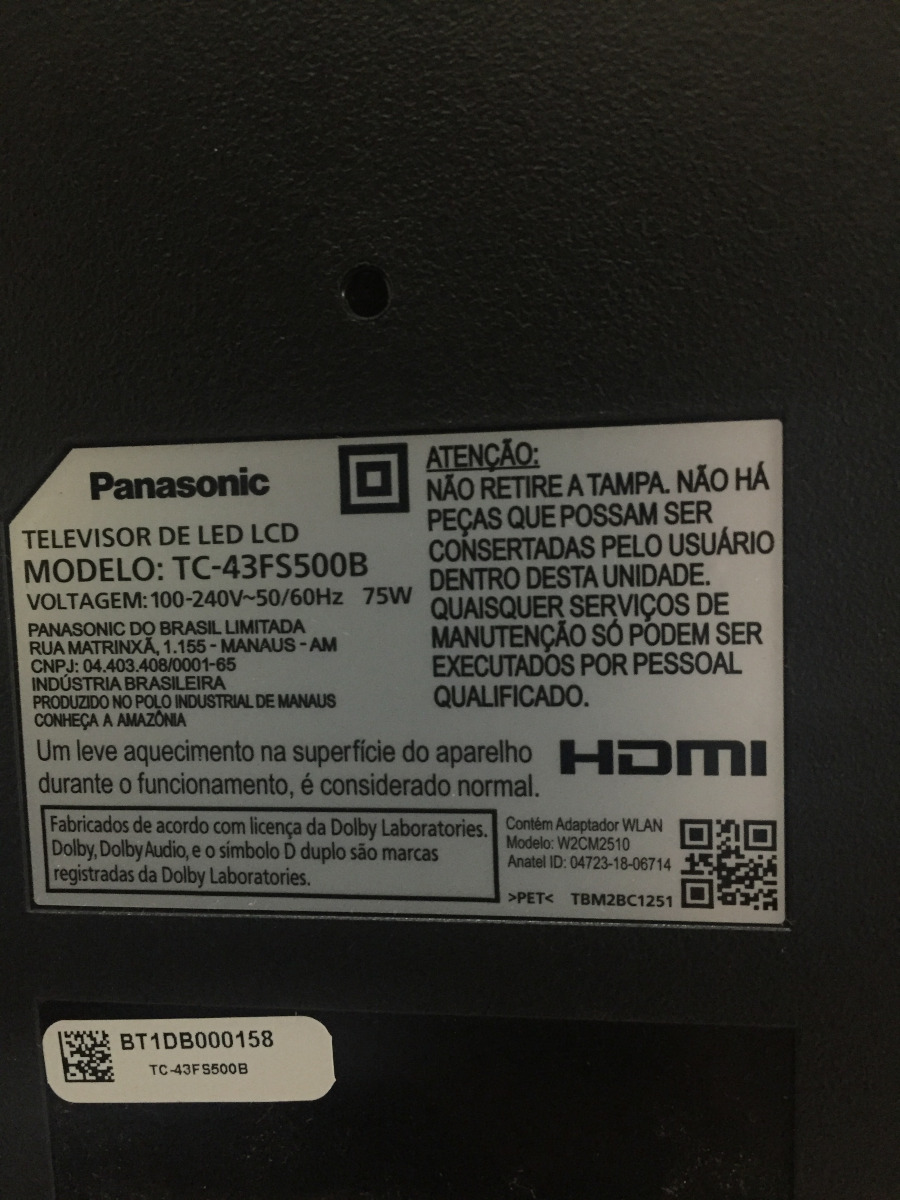 Panasonic
TELEVISOR DE LED LCD
MODELO: TC-43FS500B
VOLTAGEM: 100-240V~50/60Hz 75W
PANASONIC DO BRASIL LIMITADA
RUA MATRINXÃ, 1.155 - MANAUS - AM
CNPJ: 04.403.408/0001-65
INDÚSTRIA BRASILEIRA
PRODUZIDO NO POLO INDUSTRIAL DE MANAUS
CONHEÇA A AMAZÔNIA
ATENÇÃO:
NÃO RETIRE A TAMPA. NÃO HÁ
PEÇAS QUE POSSAM SER
CONSERTADAS PELO USUÁRIO
DENTRO DESTA UNIDADE.
QUAISQUER SERVIÇOS DE
MANUTENÇÃO SÓ PODEM SER
EXECUTADOS POR PESSOAL
QUALIFICADO.
Um leve aquecimento na superfície do aparelho
durante o funcionamento, é considerado normal.
HDMI
Fabricados de acordo com licença da Dolby Laboratories.
Dolby, Dolby Audio, e o símbolo D duplo são marcas
registradas da Dolby Laboratories.
Contém Adaptador WLAN
Modelo: W2CM2510
Anatel ID: 04723-18-06714
>PET< TBM2BC1251
BT1DB000158
TC-43FS500B